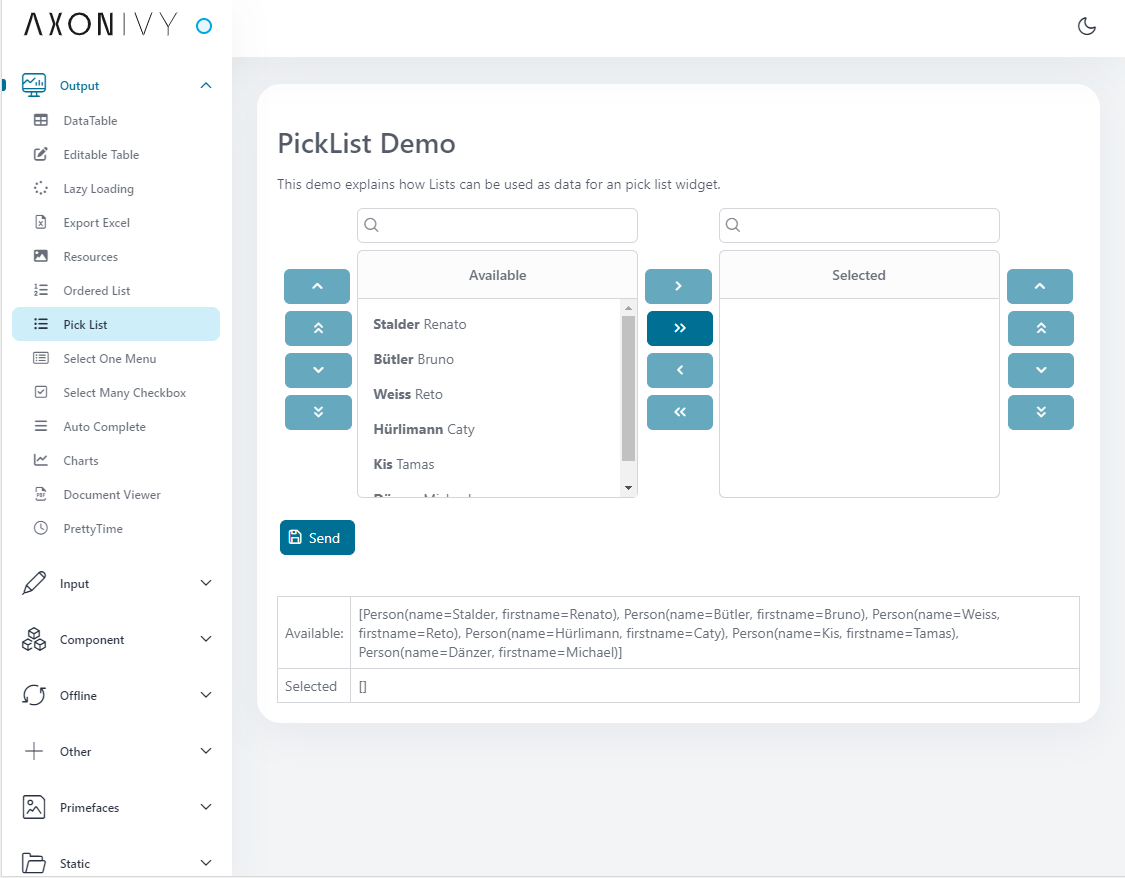 AXONIVY
Output
DataTable
Editable Table
Lazy Loading
Export Excel
Resources
Ordered List
Pick List
Select One Menu
Select Many Checkbox
Auto Complete
Charts
Document Viewer
PrettyTime
Input
Component
Offline
Other
Primefaces
Static
PickList Demo
This demo explains how Lists can be used as data for an pick list widget.
Available
Stalder Renato
Bütler Bruno
Weiss Reto
Hürlimann Caty
Kis Tamas
Selected
Send
Available:
[Person(name=Stalder, firstname=Renato), Person(name=Bütler, firstname=Bruno), Person(name=Weiss,
firstname=Reto), Person(name=Hürlimann, firstname=Caty), Person(name=Kis, firstname=Tamas),
Person(name=Dänzer, firstname=Michael)]
Selected
[]